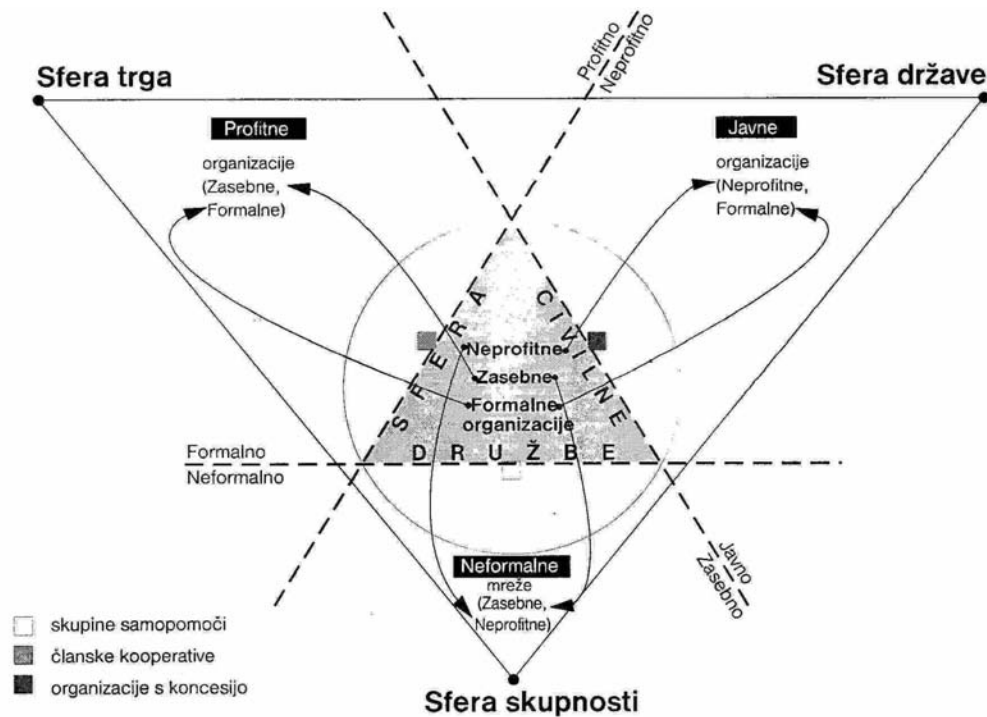 Profitno
Neprofitno
Sfera trga
Sfera države
Profitne
organizacije
(Zasebne,
Formalne)
Javne
organizacije
(Neprofitne,
Formalne)
SFERA
CIVILNE
DRUŽBE
Neprofitne
Zasebne
Formalne
organizacije
Formalno
Neformalno
Javno
Zasebno
Neformalne
mreže
(Zasebne,
Neprofitne)
skupine samopomoči
članske kooperative
organizacije s koncesijo
Sfera skupnosti